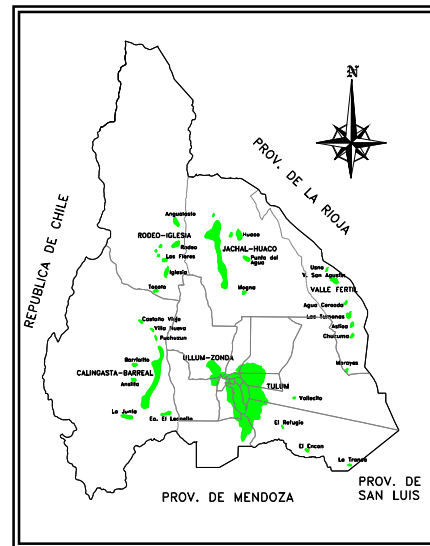 N
PROV. DE LA RIOJA
REPUBLICA DE CHILE
Angualasto
RODEO-IGLESIA
Rodeo
Las Flores
Iglesia
Tocota
Huaco
JACHAL-HUACO
Punta del
Agua
Mogna
Usno
V. San Agustin
VALLE FERTIL
Agua Cercada
Las Tumanas
Astica
Chucuma
Marayes
Castaño Viejo
Villa Nueva
Puchuzun
Barrialito
CALINGASTA-BARREAL
Ansilta
La Junta
Ea. El Leoncito
ULLUM-ZONDA
TULUM
Vallecito
El Refugio
El Encon
La Tranca
PROV. DE MENDOZA
PROV. DE
SAN LUIS